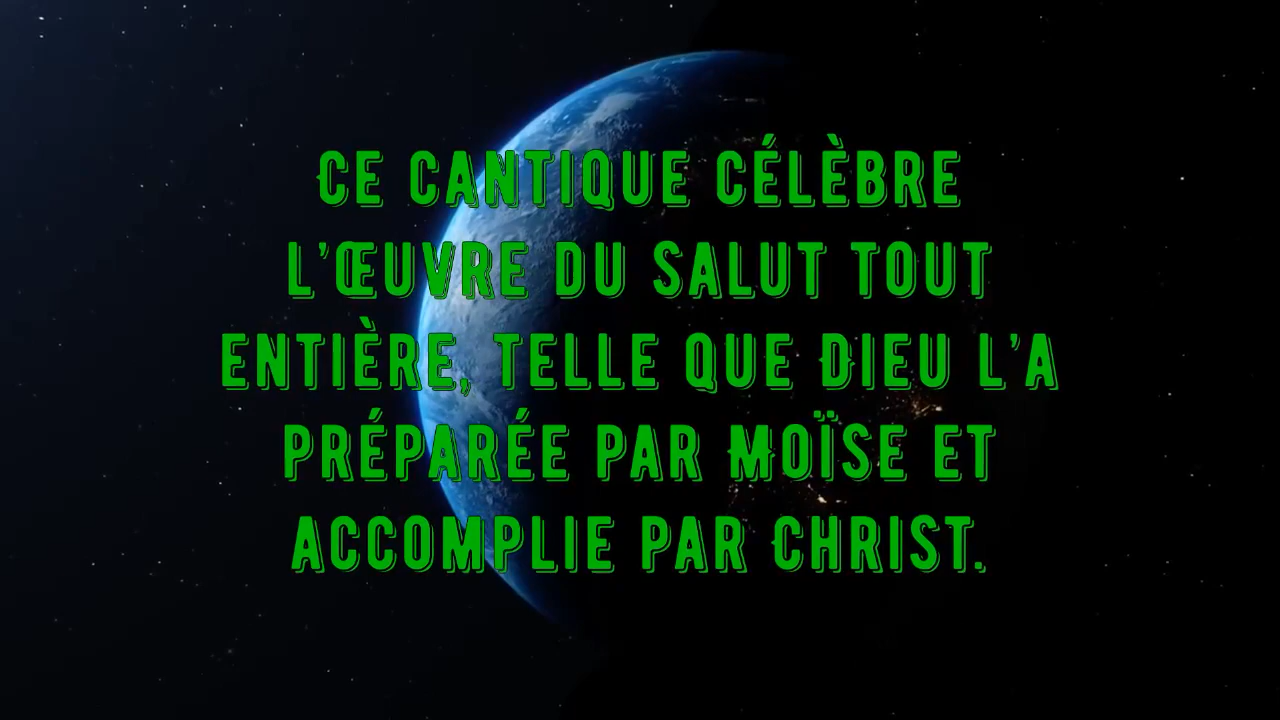 CE CANTIQUE CÉLÈBRE
L'ŒUVRE DU SALUT TOUT
ENTIÈRE, TELLE QUE DIEU L'A
PRÉPARÉE PAR MOÏSE ET
ACCOMPLIE PAR CHRIST.